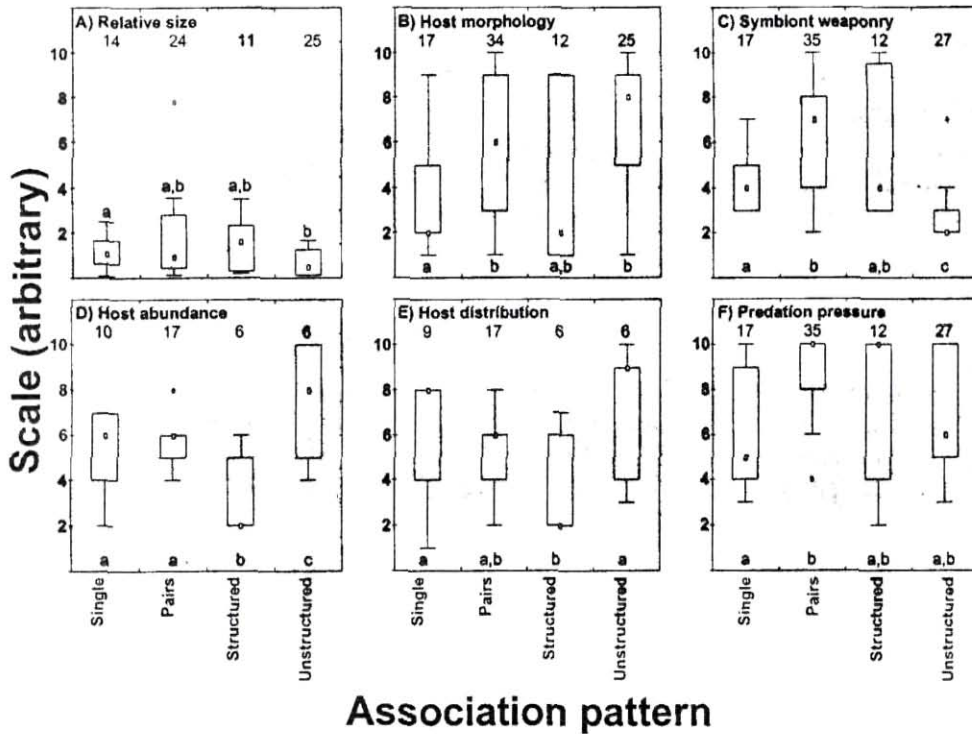 Scale (arbitrary)
A) Relative size
14 24 11 25
10
8
6
4
2
a a,b a,b b
B) Host morphology
17 34 12 25
10
8
6
4
2
a b a,b b
C) Symbiont weaponry
17 35 12 27
10
8
6
4
2
a b a,b c
D) Host abundance
10 17 6 6
10
8
6
4
2
a a b c
Single Pairs Structured Unstructured
E) Host distribution
9 17 6 6
10
8
6
4
2
a a,b b a
Single Pairs Structured Unstructured
F) Predation pressure
17 35 12 27
10
8
6
4
2
a b a,b a,b
Single Pairs Structured Unstructured
Association pattern